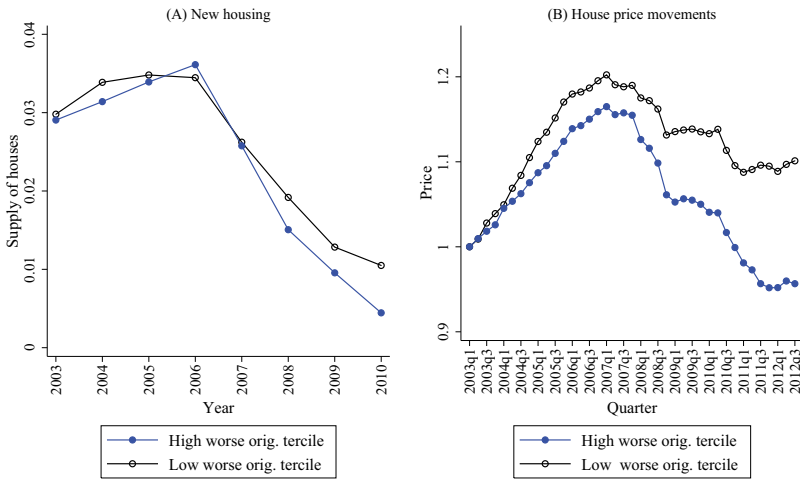 (A) New housing
0.04
0.03
0.02
0.01
0
Supply of houses
2003
2004
2005
2006
2007
2008
2009
2010
Year
High worse orig. tercile
Low worse orig. tercile
(B) House price movements
1.2
1.1
1
0.9
Price
2003q1
2003q3
2004q1
2004q3
2005q1
2005q3
2006q1
2006q3
2007q1
2007q3
2008q1
2008q3
2009q1
2009q3
2010q1
2010q3
2011q1
2011q3
2012q1
2012q3
Quarter
High worse orig. tercile
Low worse orig. tercile